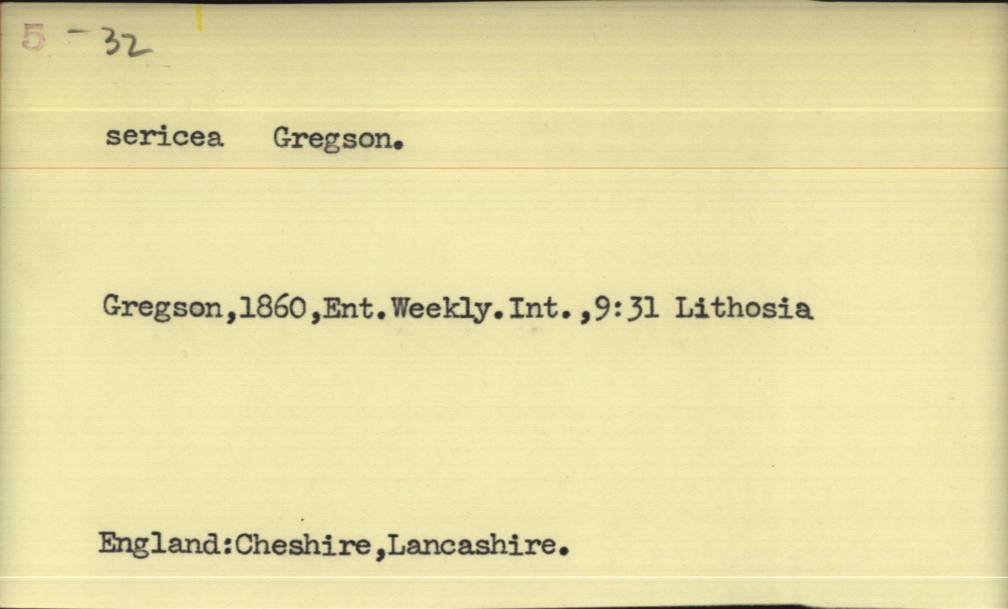 5 - 32
sericea Gregson.
Gregson,1860,Ent.Weekly.Int.,9:31 Lithosia
England:Cheshire,Lancashire.